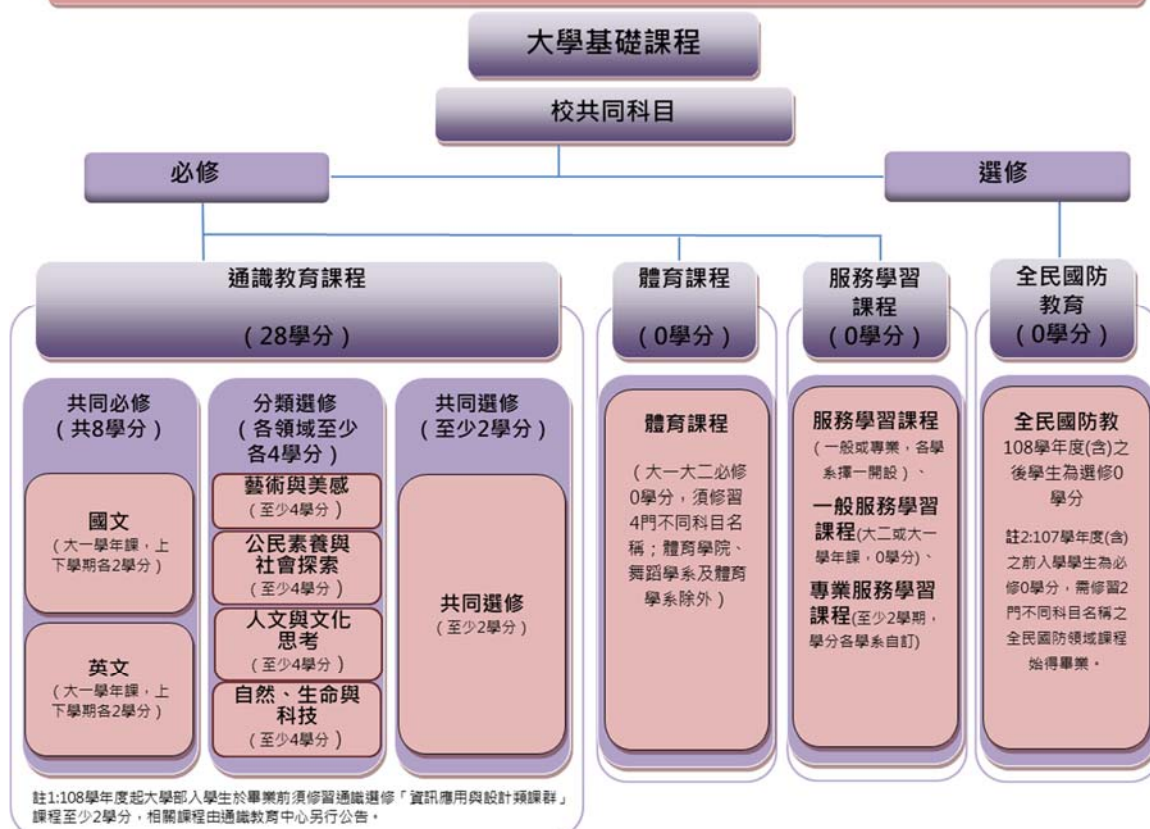 大學基礎課程
校共同科目
必修
選修
通識教育課程
（28學分）
體育課程
（0學分）
服務學習
課程
（0學分）
全民國防
教育
（0學分）
共同必修
（共8學分）
國文
（大一學年課，上
下學期各2學分）
英文
（大一學年課，上
下學期各2學分）
分類選修
（各領域至少
各4學分）
藝術與美感
（至少4學分）
公民素養與
社會探索
（至少4學分）
人文與文化
思考
（至少4學分）
自然、生命與
科技
（至少4學分）
共同選修
（至少2學分）
共同選修
（至少2學分）
體育課程
（大一大二必修
0學分，須修習
4門不同科目名
稱；體育學院、
舞蹈學系及體育
學系除外）
服務學習課程
（一般或專業，各學
系擇一開設）、
一般服務學習
課程(大二或大一
學年課，0學分)、
專業服務學習
課程(至少2學期，
學分各學系自訂)
全民國防教
108學年度(含)之
後學生為選修0
學分
註2:107學年度(含)
之前入學學生為必
修0學分，需修習2
門不同科目名稱之
全民國防領域課程
始得畢業。
註1:108學年度起大學部入學生於畢業前須修習通識選修「資訊應用與設計類課群」
課程至少2學分，相關課程由通識教育中心另行公告。